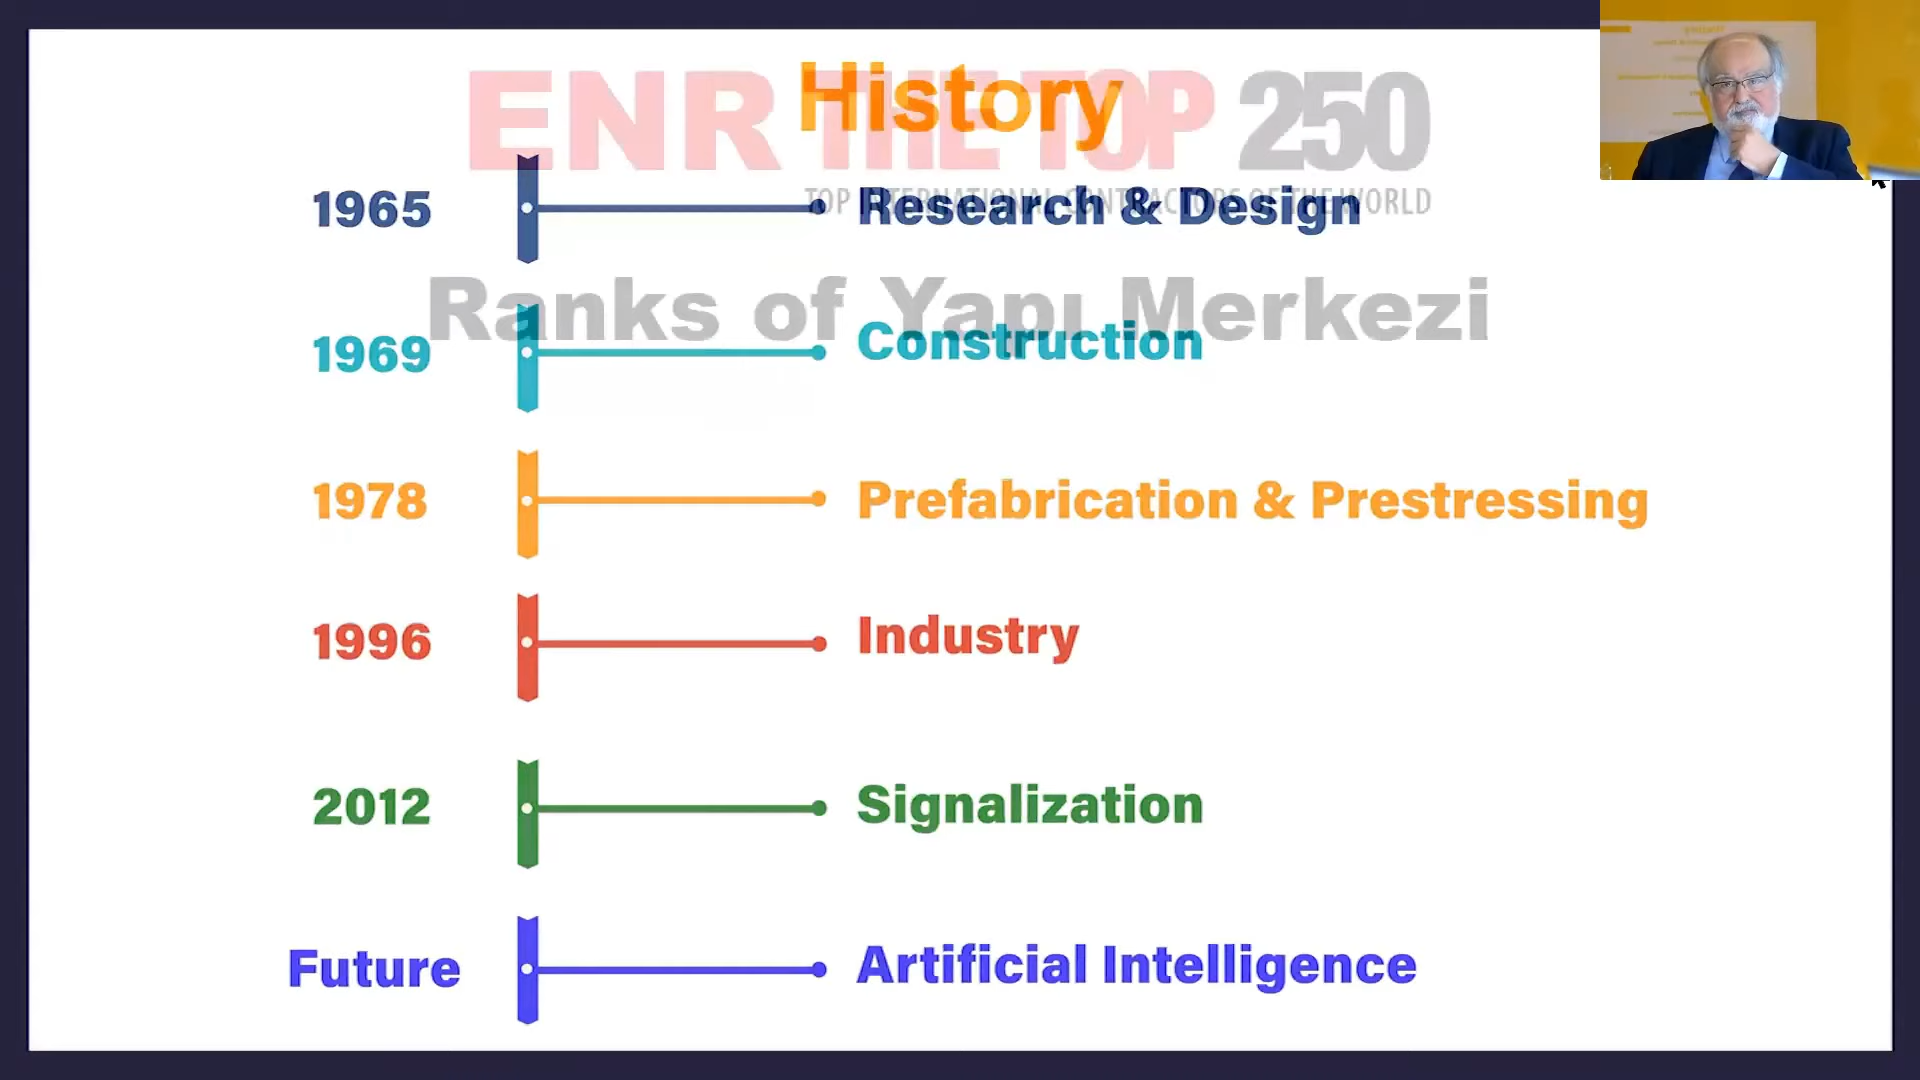 ENR THE TOP 250
History
TOP INTERNATIONAL CONTRACTORS OF THE WORLD
1965 Research & Design
Ranks of Yapı Merkezi
1969 Construction
1978 Prefabrication & Prestressing
1996 Industry
2012 Signalization
Future Artificial Intelligence